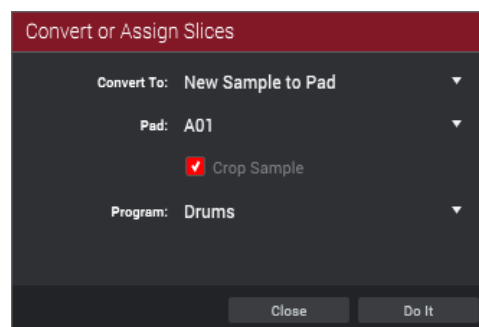 Convert or Assign Slices
Convert To: New Sample to Pad
Pad: A01
Crop Sample
Program: Drums
Close Do It